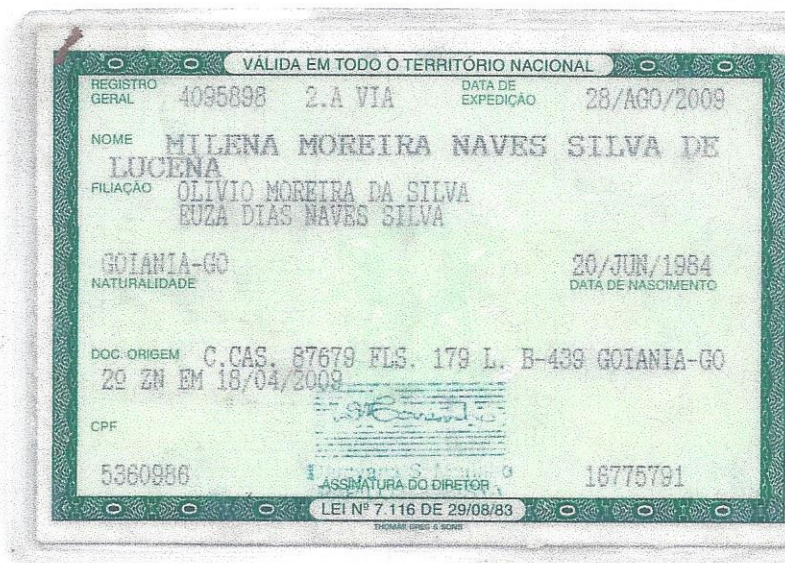 VÁLIDA EM TODO O TERRITÓRIO NACIONAL
REGISTRO GERAL 4095898 2.A VIA DATA DE EXPEDIÇÃO 28/AGO/2009
NOME MILENA MOREIRA NAVES SILVA DE
LUCENA
FILIAÇÃO OLIVIO MOREIRA DA SILVA
EUZA DIAS NAVES SILVA
GOIANIA-GO 20/JUN/1984
NATURALIDADE DATA DE NASCIMENTO
DOC. ORIGEM C.CAS. 87679 FLS. 179 L. B-439 GOIANIA-GO
2º ZN EM 18/04/2009
CPF
5360986 16775791
ASSINATURA DO DIRETOR
LEI Nº 7.116 DE 29/08/83
THOMAS GREG & SONS